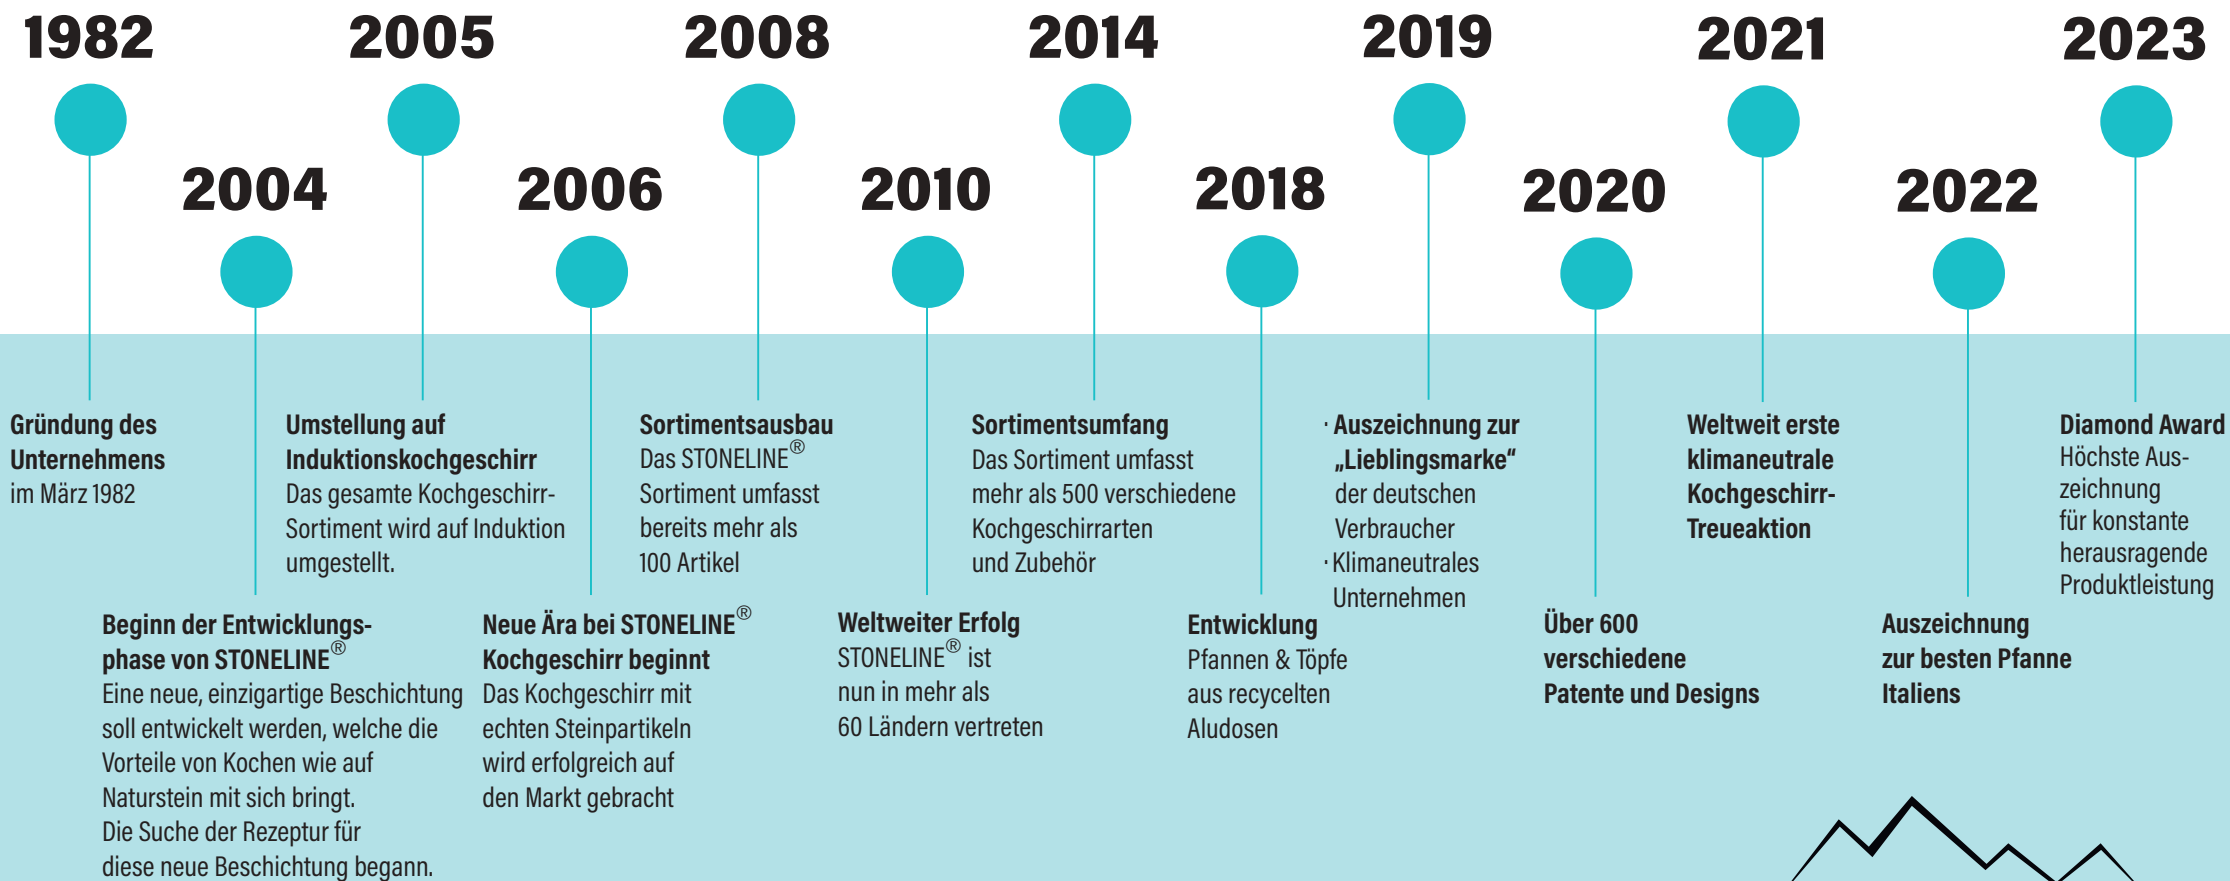 1982
Gründung des
Unternehmens
im März 1982
2004
Beginn der Entwicklungs-
phase von STONELINE®
Eine neue, einzigartige Beschichtung
soll entwickelt werden, welche die
Vorteile von Kochen wie auf
Naturstein mit sich bringt.
Die Suche der Rezeptur für
diese neue Beschichtung begann.
2005
Umstellung auf
Induktionskochgeschirr
Das gesamte Kochgeschirr-
Sortiment wird auf Induktion
umgestellt.
2006
Neue Ära bei STONELINE®
Kochgeschirr beginnt
Das Kochgeschirr mit
echten Steinpartikeln
wird erfolgreich auf
den Markt gebracht
2008
Sortimentsausbau
Das STONELINE®
Sortiment umfasst
bereits mehr als
100 Artikel
2010
Weltweiter Erfolg
STONELINE® ist
nun in mehr als
60 Ländern vertreten
2014
Sortimentsumfang
Das Sortiment umfasst
mehr als 500 verschiedene
Kochgeschirrarten
und Zubehör
2018
Entwicklung
Pfannen & Töpfe
aus recycelten
Aludosen
2019
· Auszeichnung zur
„Lieblingsmarke“
der deutschen
Verbraucher
· Klimaneutrales
Unternehmen
2020
Über 600
verschiedene
Patente und Designs
2021
Weltweit erste
klimaneutrale
Kochgeschirr-
Treueaktion
2022
Auszeichnung
zur besten Pfanne
Italiens
2023
Diamond Award
Höchste Aus-
zeichnung
für konstante
herausragende
Produktleistung